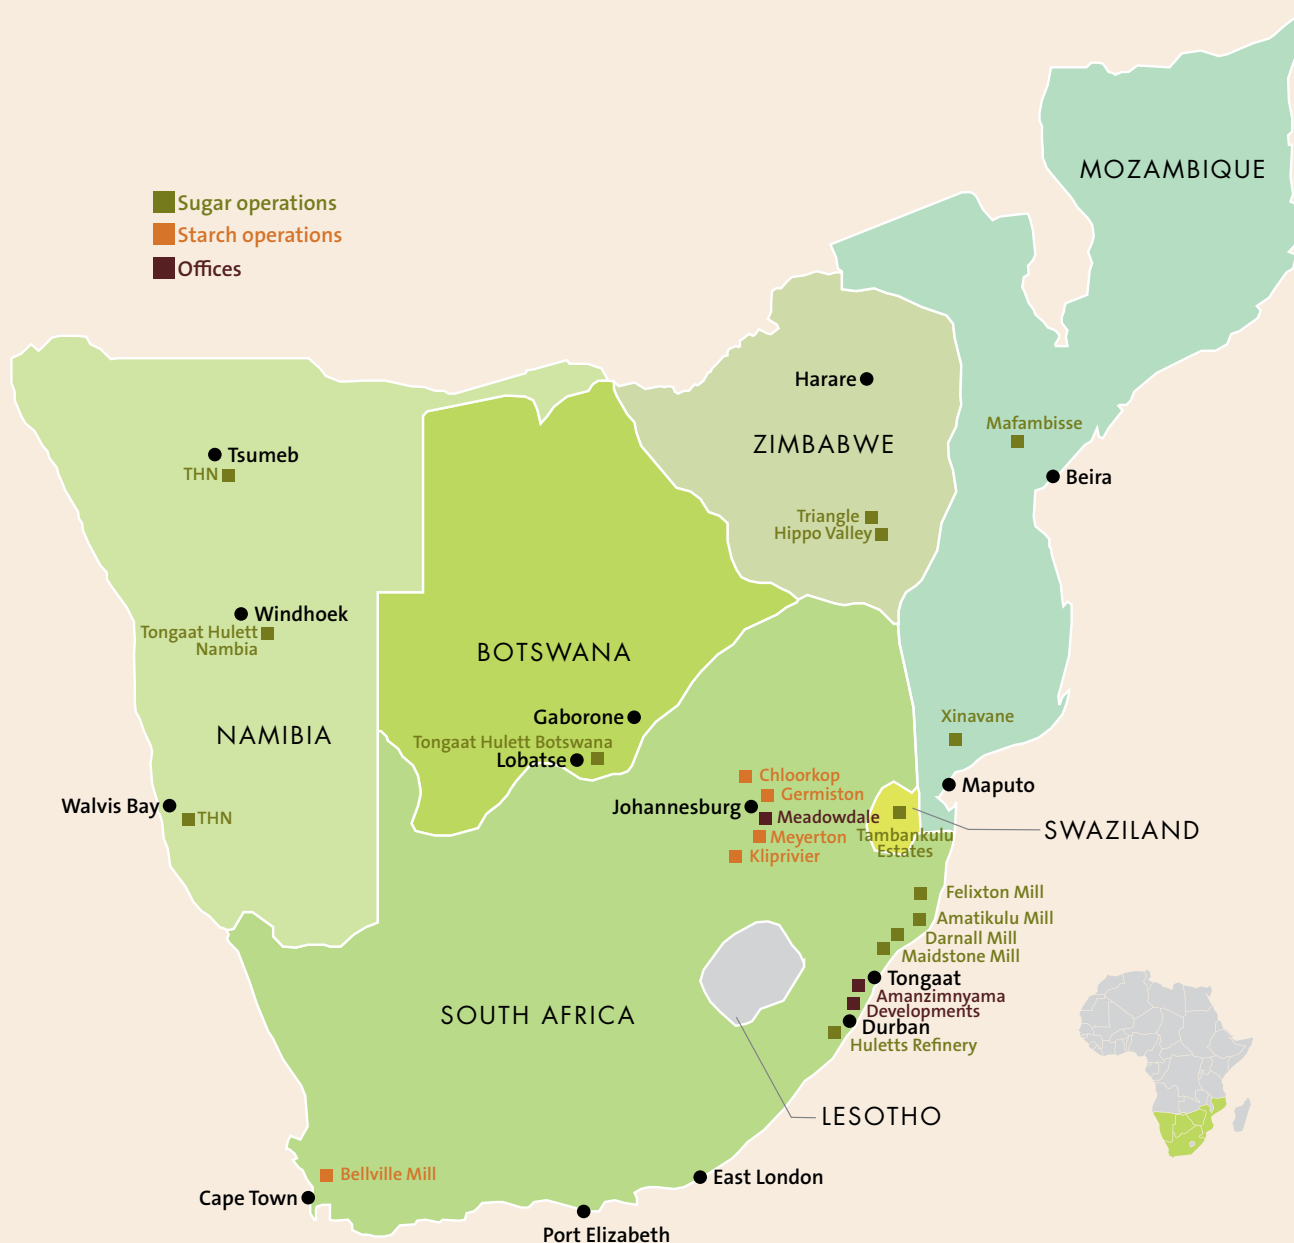 MOZAMBIQUE
Sugar operations
Starch operations
Offices
Harare
ZIMBABWE
Mafambisse
Tsumeb
THN
Beira
Triangle
Hippo Valley
Windhoek
Tongaat Hulett
Nambia
BOTSWANA
NAMIBIA
Gaborone
Xinavane
Tongaat Hulett Botswana
Lobatse
Chloorkop
Maputo
Germiston
Walvis Bay
Johannesburg
THN
Meadowdale
SWAZILAND
Meyerton
Tambankulu
Estates
Kliprivier
Felixton Mill
Amatikulu Mill
Darnall Mill
Maidstone Mill
Tongaat
Amanzimnyama
Developments
SOUTH AFRICA
Durban
Huletts Refinery
LESOTHO
Bellville Mill
East London
Cape Town
Port Elizabeth